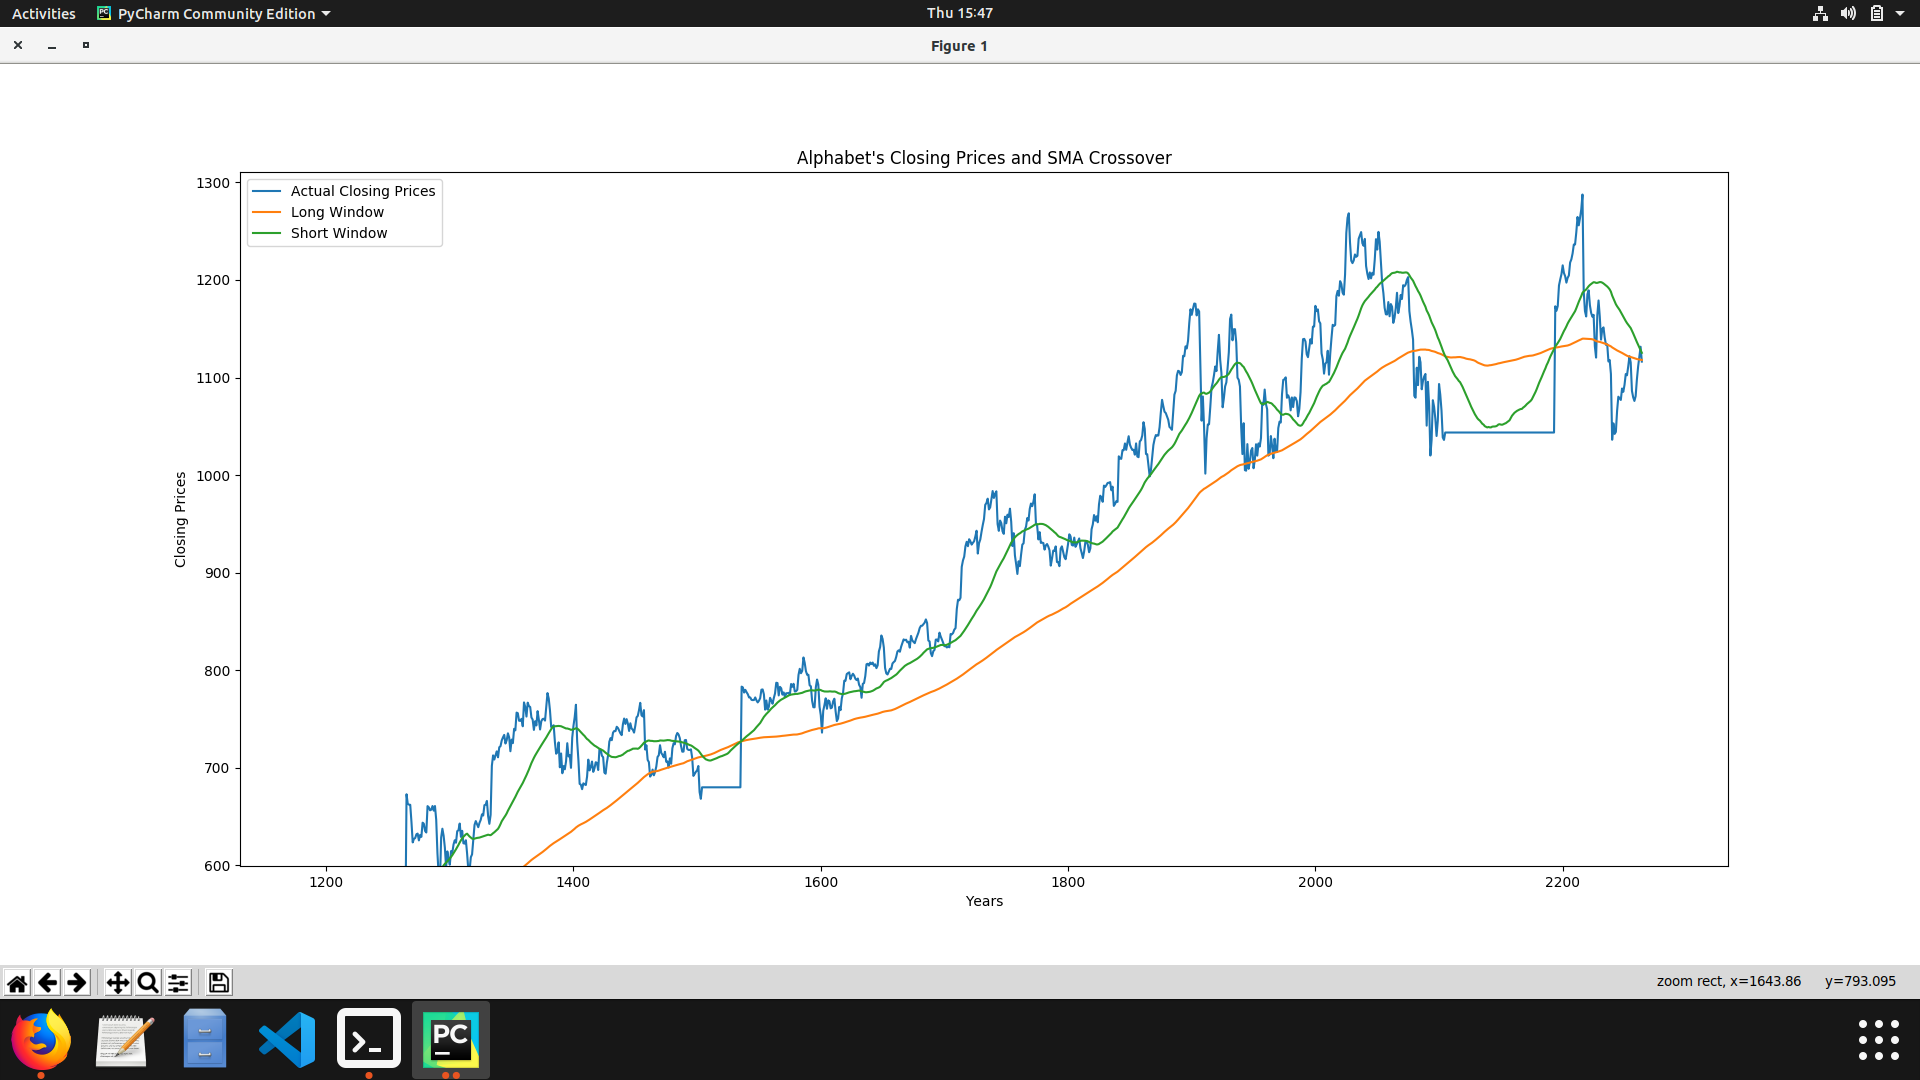 Activities PyCharm Community Edition Thu 15:47
Figure 1
Alphabet's Closing Prices and SMA Crossover
Actual Closing Prices
Long Window
Short Window
1300
1200
1100
1000
900
800
700
600
Closing Prices
1200 1400 1600 1800 2000 2200
Years
zoom rect, x=1643.86 y=793.095
PC